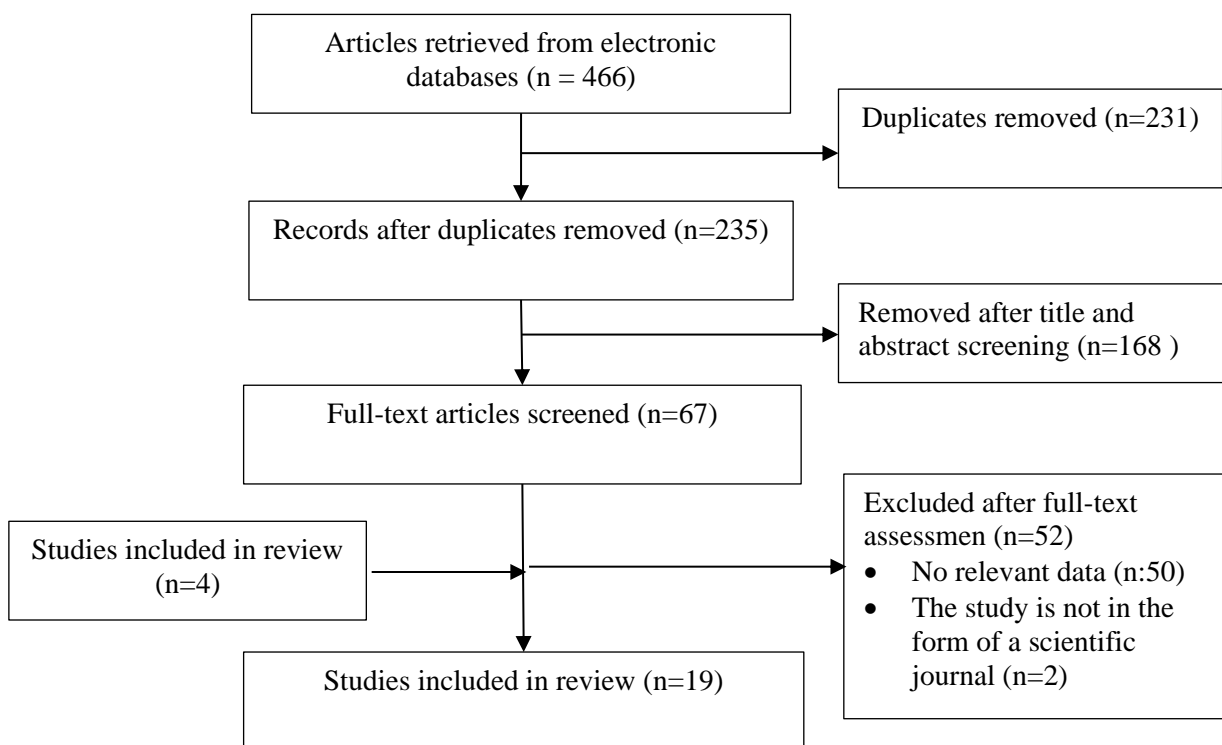 Articles retrieved from electronic
databases (n = 466)
Duplicates removed (n=231)
Records after duplicates removed (n=235)
Removed after title and
abstract screening (n=168 )
Full-text articles screened (n=67)
Excluded after full-text
assessmen (n=52)
• No relevant data (n:50)
• The study is not in the
form of a scientific
journal (n=2)
Studies included in review
(n=4)
Studies included in review (n=19)